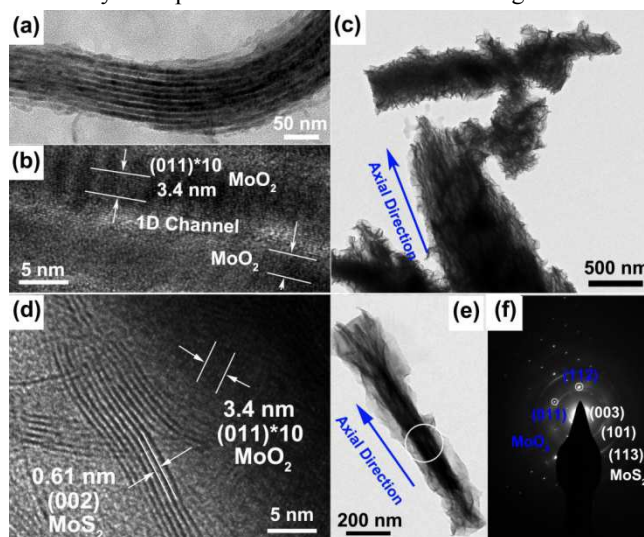 (a)
50 nm
(b)
(011)*10
3.4 nm
MoO2
1D Channel
MoO2
5 nm
(c)
Axial Direction
500 nm
(d)
3.4 nm
(011)*10
MoO2
0.61 nm
(002)
MoS2
5 nm
(e)
Axial Direction
200 nm
(f)
(112)
(011)
(003)
(101)
(113)
MoO2
MoS2